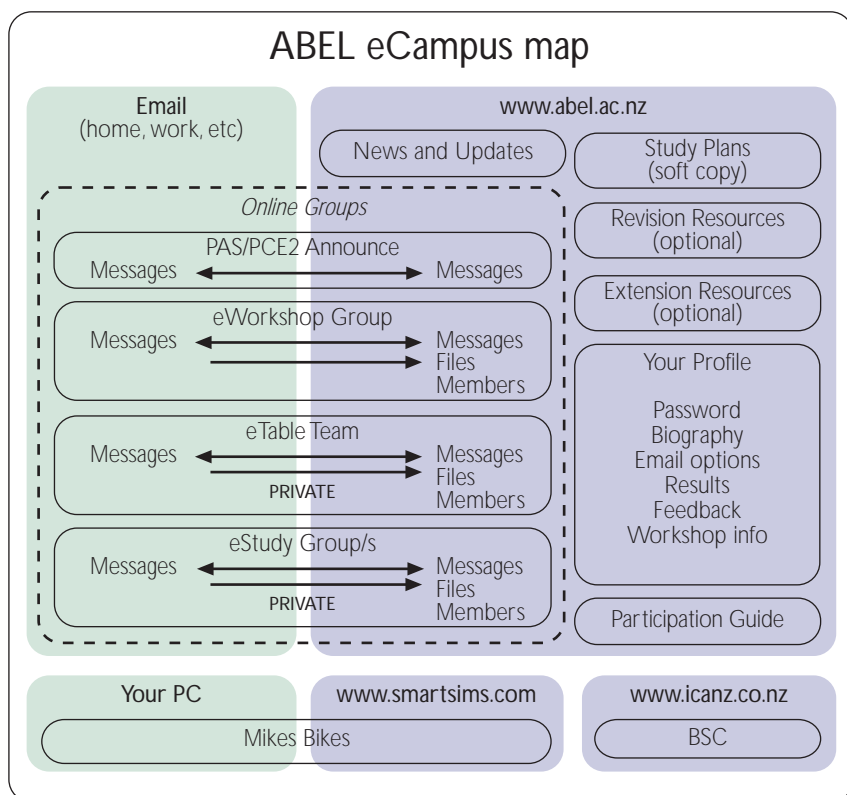 ABEL eCampus map
Email
(home, work, etc)
www.abel.ac.nz
News and Updates
Study Plans
(soft copy)
Revision Resources
(optional)
Extension Resources
(optional)
Your Profile
Password
Biography
Email options
Results
Feedback
Workshop info
Participation Guide
Online Groups
PAS/PCE2 Announce
Messages
Messages
eWorkshop Group
Messages
Messages
Files
Members
eTable Team
Messages
Messages
Files
PRIVATE
Members
eStudy Group/s
Messages
Messages
Files
PRIVATE
Members
Your PC
www.smartsims.com
Mikes Bikes
www.icanz.co.nz
BSC